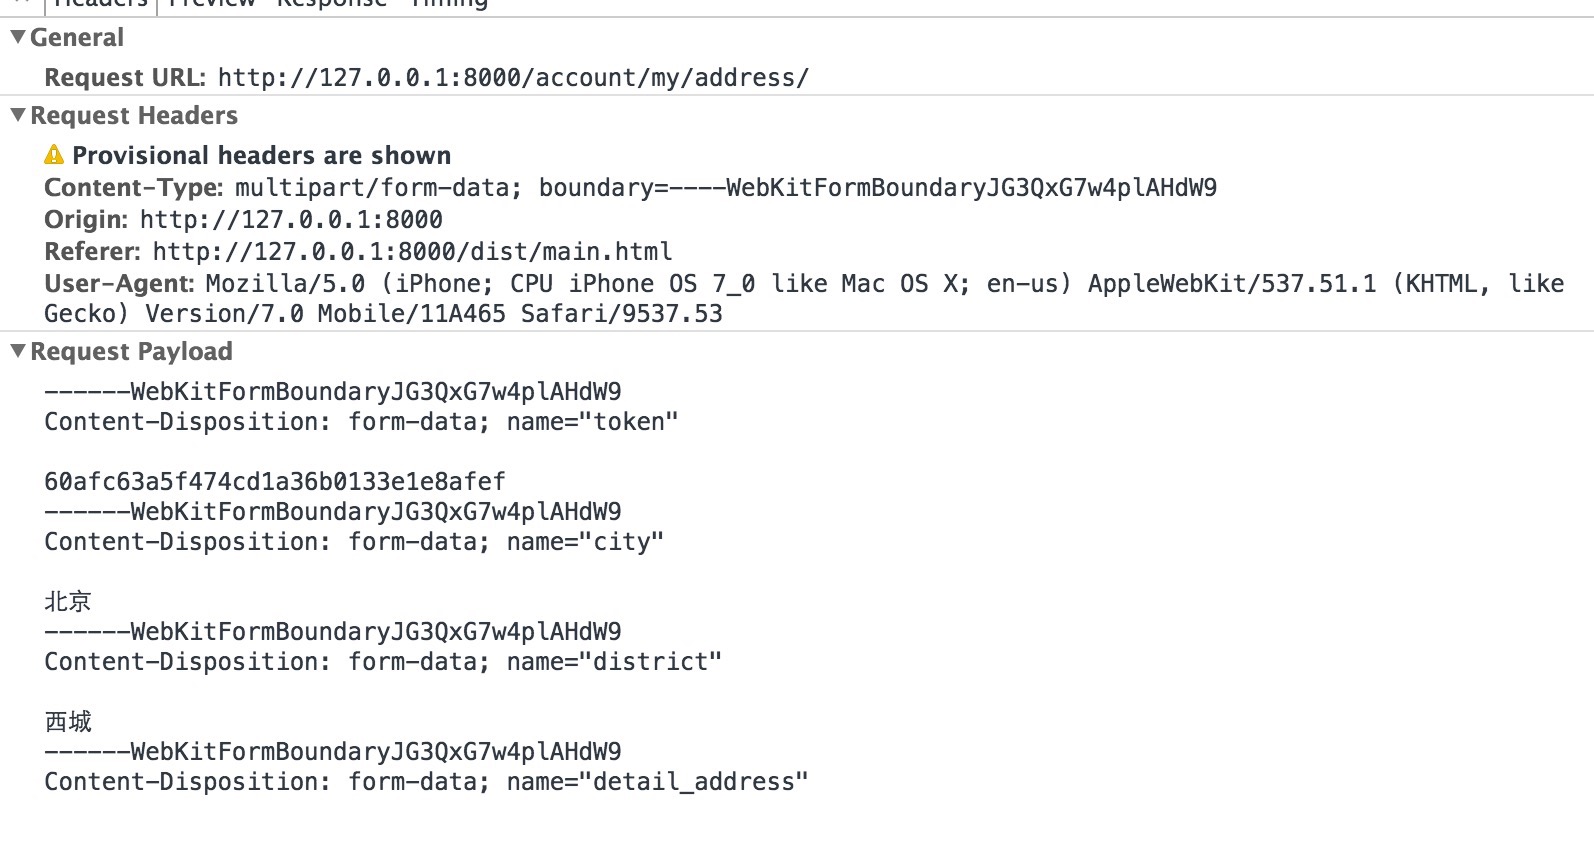 Headers Preview Response Timing
▼General
Request URL: http://127.0.0.1:8000/account/my/address/
▼Request Headers
Provisional headers are shown
Content-Type: multipart/form-data; boundary=----WebKitFormBoundaryJG3QxG7w4plAHdW9
Origin: http://127.0.0.1:8000
Referer: http://127.0.0.1:8000/dist/main.html
User-Agent: Mozilla/5.0 (iPhone; CPU iPhone OS 7_0 like Mac OS X; en-us) AppleWebKit/537.51.1 (KHTML, like
Gecko) Version/7.0 Mobile/11A465 Safari/9537.53
▼Request Payload
------WebKitFormBoundaryJG3QxG7w4plAHdW9
Content-Disposition: form-data; name="token"
60afc63a5f474cd1a36b0133e1e8afef
------WebKitFormBoundaryJG3QxG7w4plAHdW9
Content-Disposition: form-data; name="city"
北京
------WebKitFormBoundaryJG3QxG7w4plAHdW9
Content-Disposition: form-data; name="district"
西城
------WebKitFormBoundaryJG3QxG7w4plAHdW9
Content-Disposition: form-data; name="detail_address"